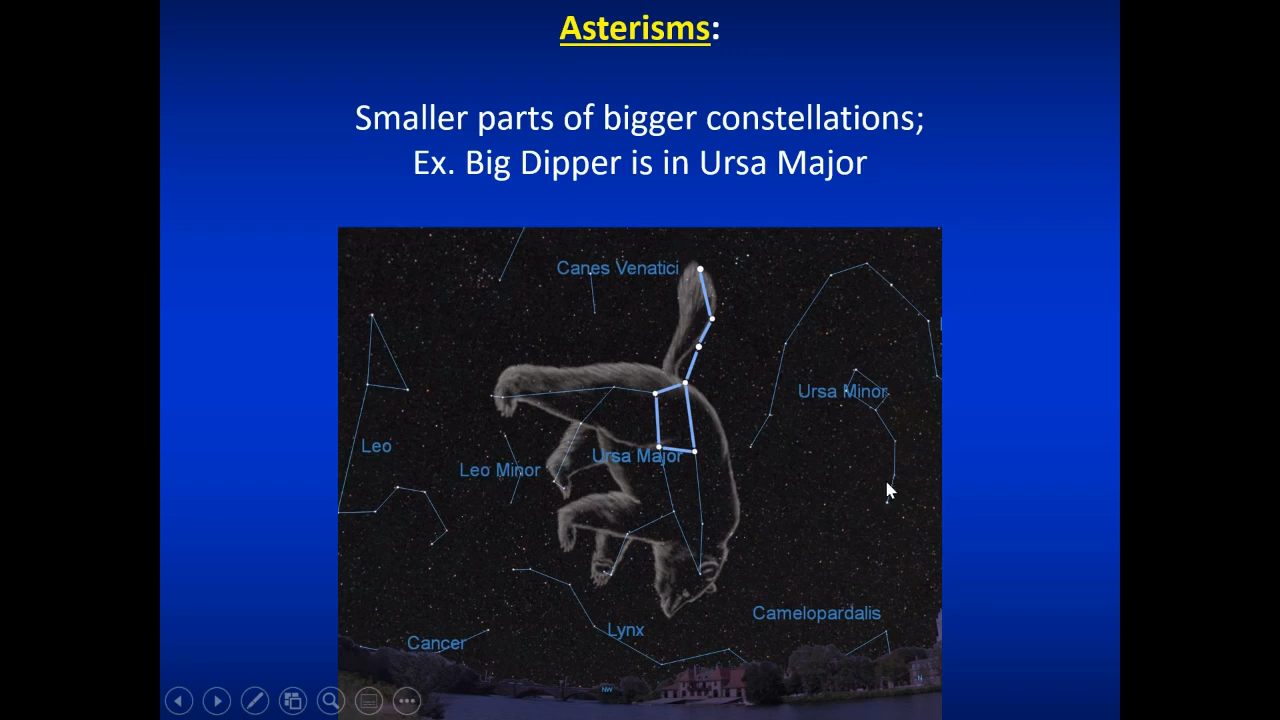 Asterisms:
Smaller parts of bigger constellations;
Ex. Big Dipper is in Ursa Major
Canes Venatici
Ursa Minor
Leo
Ursa Major
Leo Minor
Camelopardalis
Lynx
Cancer
NW
N